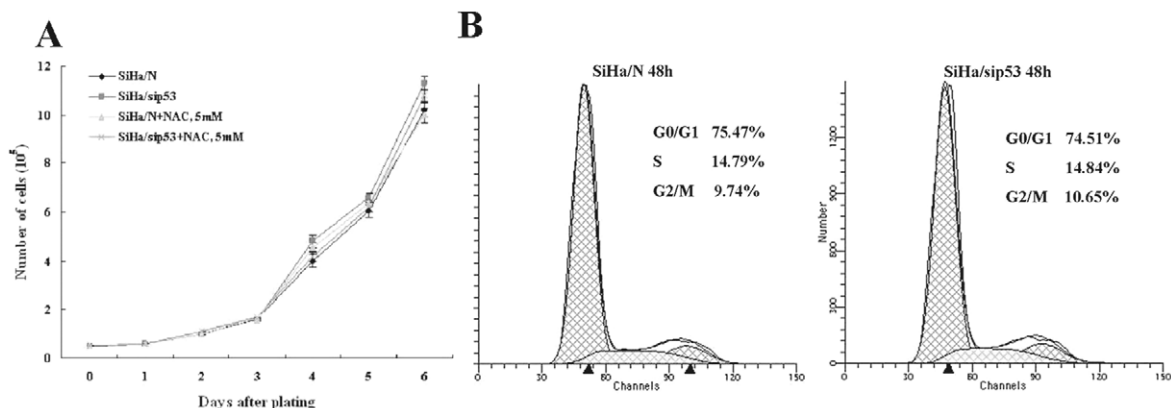 A
SiHa/N
SiHa/sip53
SiHa/N+NAC, 5mM
SiHa/sip53+NAC, 5mM
Number of cells (10⁵)
12
10
8
6
4
2
0
0 1 2 3 4 5 6
Days after plating
B
SiHa/N 48h
G0/G1 75.47%
S 14.79%
G2/M 9.74%
0 30 60 90 120 150
Channels
SiHa/sip53 48h
G0/G1 74.51%
S 14.84%
G2/M 10.65%
Number
1200
900
600
300
0
0 30 60 90 120 150
Channels